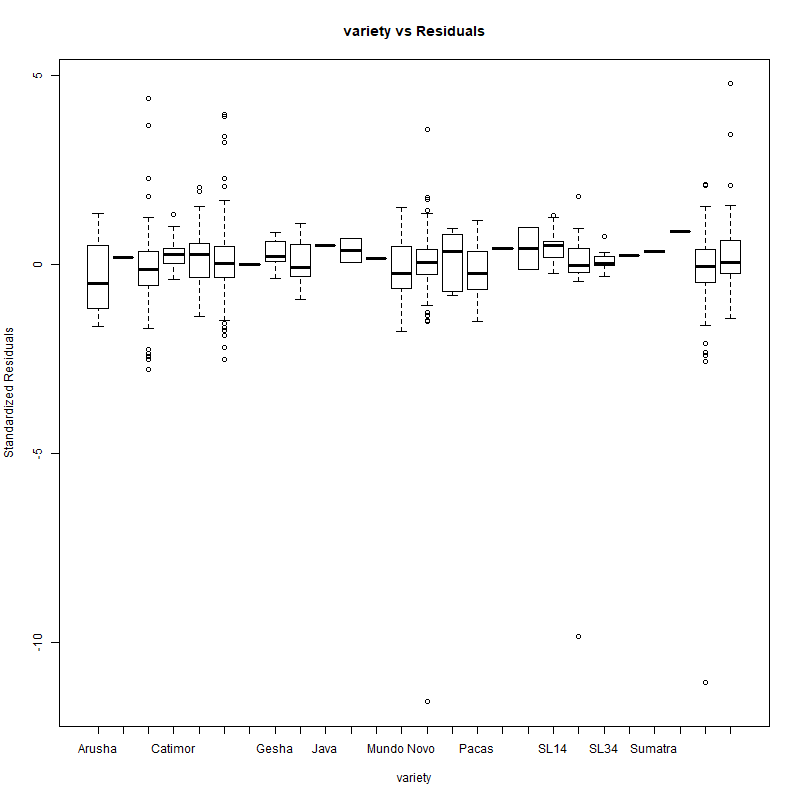 variety vs Residuals
5
0
-5
-10
Standardized Residuals
Arusha Catimor Gesha Java Mundo Novo Pacas SL14 SL34 Sumatra
variety